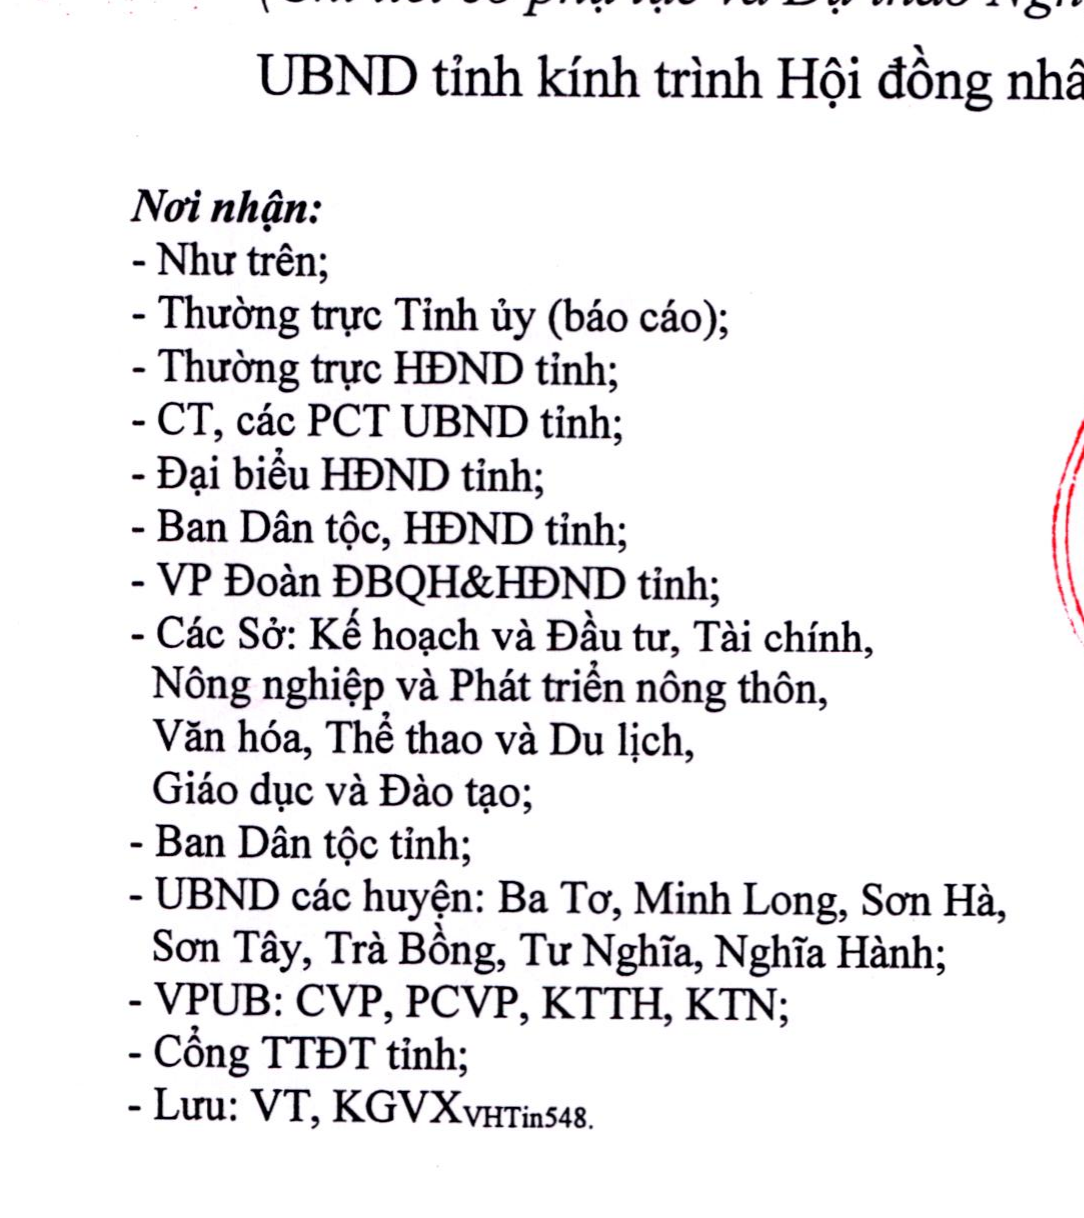 UBND tỉnh kính trình Hội đồng nhâ
Nơi nhận:
- Như trên;
- Thường trực Tỉnh ủy (báo cáo);
- Thường trực HĐND tỉnh;
- CT, các PCT UBND tỉnh;
- Đại biểu HĐND tỉnh;
- Ban Dân tộc, HĐND tỉnh;
- VP Đoàn ĐBQH&HĐND tỉnh;
- Các Sở: Kế hoạch và Đầu tư, Tài chính,
Nông nghiệp và Phát triển nông thôn,
Văn hóa, Thể thao và Du lịch,
Giáo dục và Đào tạo;
- Ban Dân tộc tỉnh;
- UBND các huyện: Ba Tơ, Minh Long, Sơn Hà,
Sơn Tây, Trà Bồng, Tư Nghĩa, Nghĩa Hành;
- VPUB: CVP, PCVP, KTTH, KTN;
- Cổng TTĐT tỉnh;
- Lưu: VT, KGVXVHTin548.